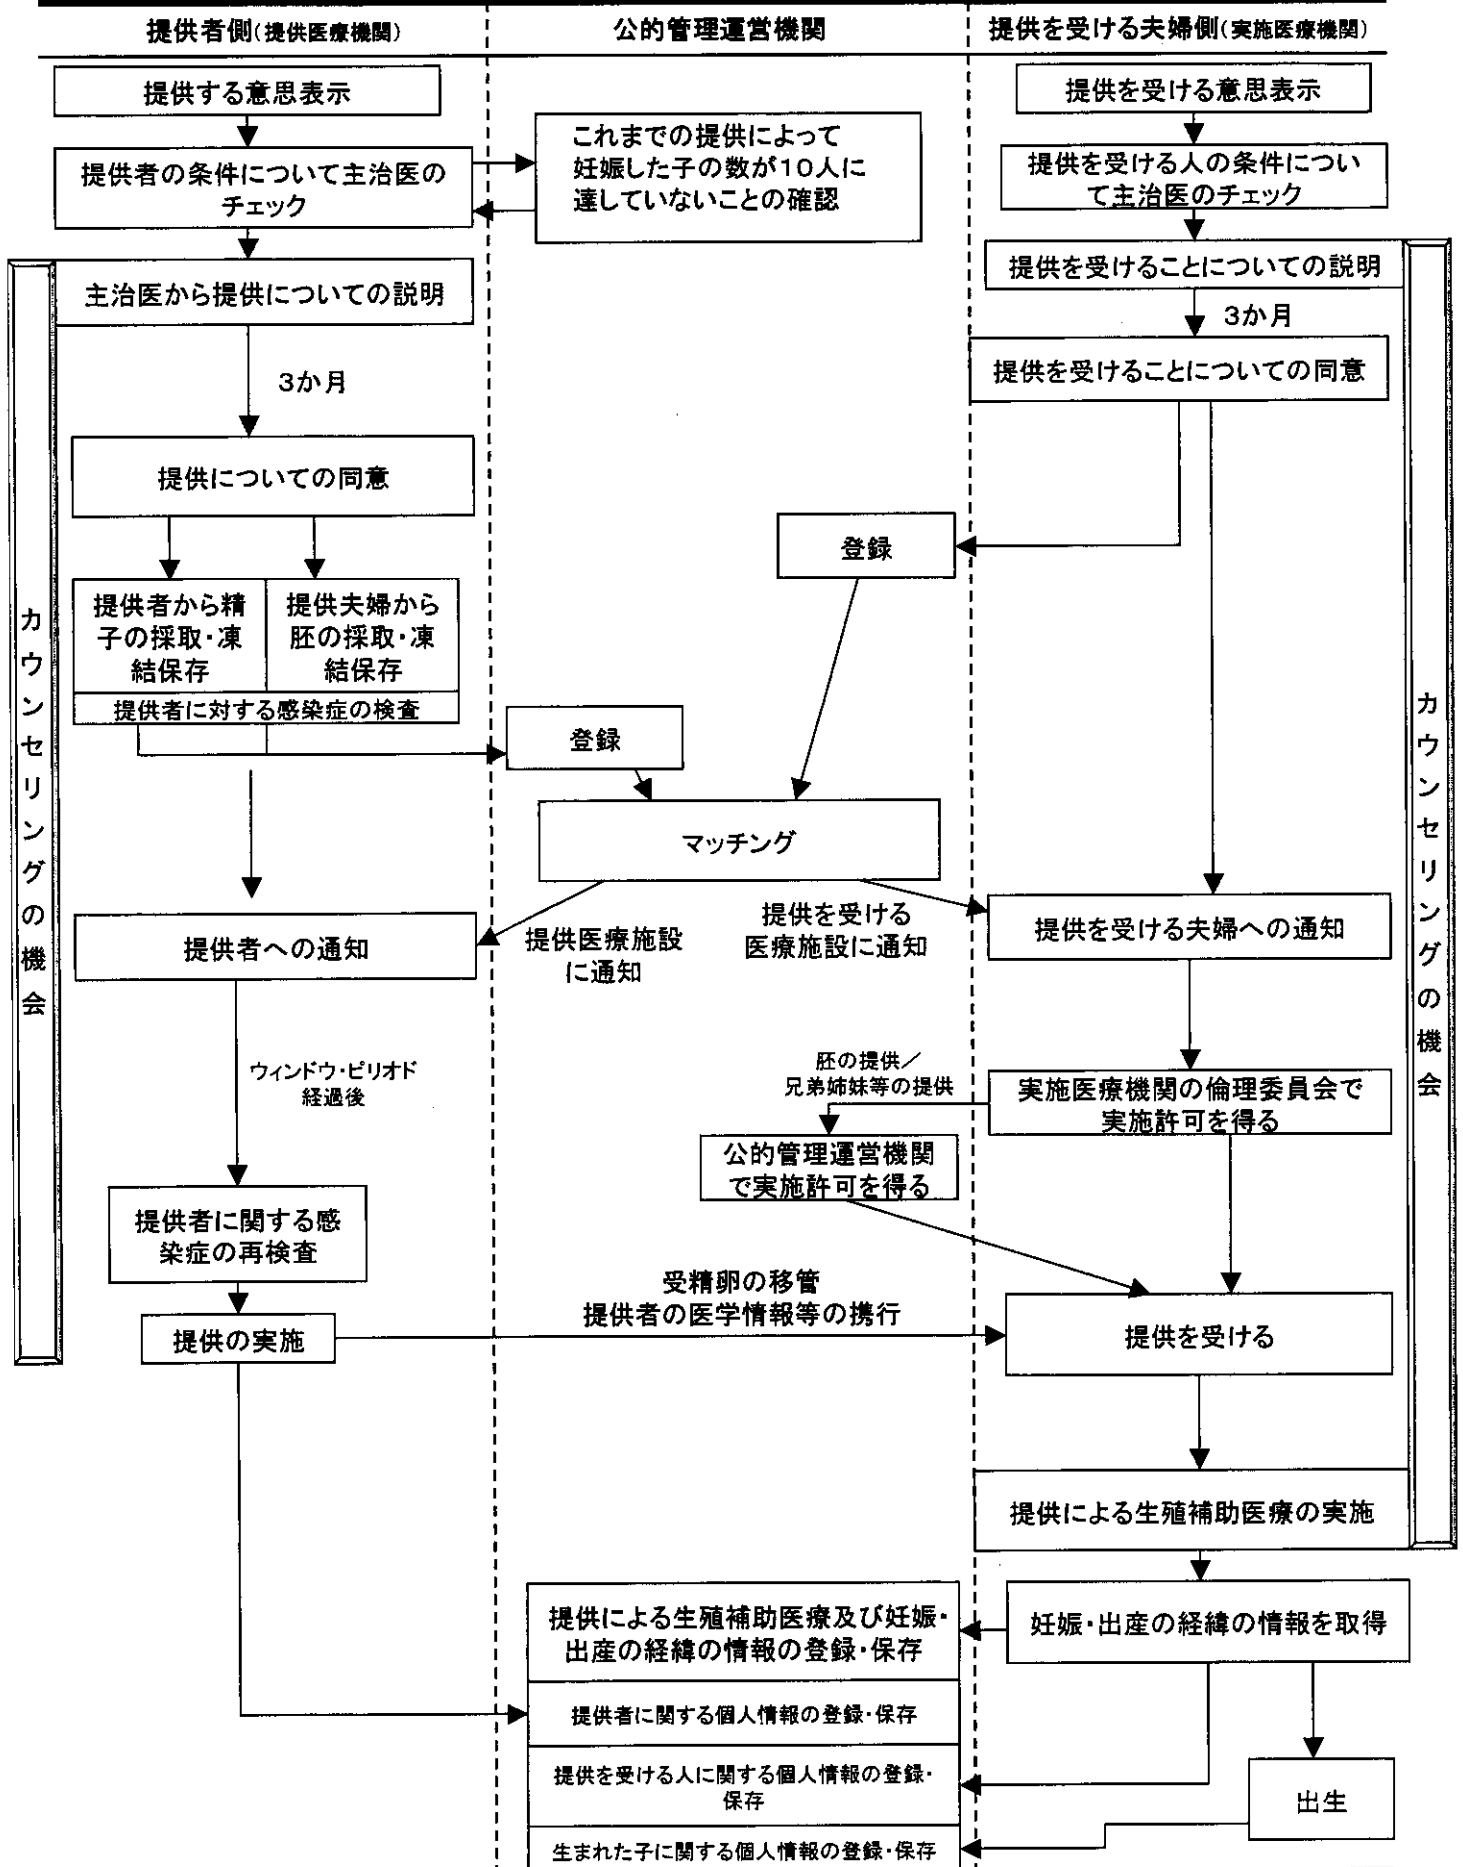 提供者側(提供医療機関)
公的管理運営機関
提供を受ける夫婦側(実施医療機関)
提供する意思表示
提供者の条件について主治医の
チェック
これまでの提供によって
妊娠した子の数が10人に
達していないことの確認
提供を受ける意思表示
提供を受ける人の条件につい
て主治医のチェック
主治医から提供についての説明
3か月
提供についての同意
提供を受けることについての説明
3か月
提供を受けることについての同意
登録
提供者から精
子の採取・凍
結保存
提供夫婦から
胚の採取・凍
結保存
提供者に対する感染症の検査
登録
マッチング
カウンセリングの機会
カウンセリングの機会
提供者への通知
提供医療施設
に通知
提供を受ける
医療施設に通知
提供を受ける夫婦への通知
ウィンドウ・ピリオド
経過後
胚の提供／
兄弟姉妹等の提供
実施医療機関の倫理委員会で
実施許可を得る
公的管理運営機関
で実施許可を得る
提供者に関する感
染症の再検査
受精卵の移管
提供者の医学情報等の携行
提供の実施
提供を受ける
提供による生殖補助医療の実施
提供による生殖補助医療及び妊娠・
出産の経緯の情報の登録・保存
妊娠・出産の経緯の情報を取得
提供者に関する個人情報の登録・保存
提供を受ける人に関する個人情報の登録・
保存
出生
生まれた子に関する個人情報の登録・保存